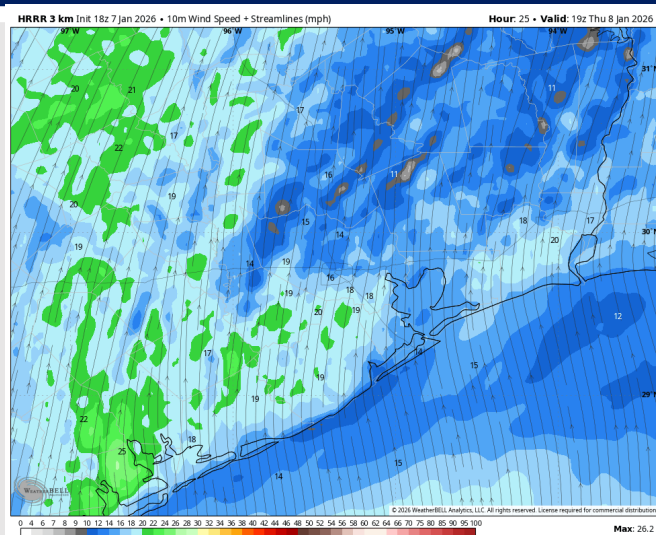 HRRR 3 km Init 18z 7 Jan 2026 • 10m Wind Speed + Streamlines (mph) Hour: 25 • Valid: 19z Thu 8 Jan 2026
97°W 96°W 95°W 94°W
31°N
20 21 11
17
22 17
16 11
19
20
15 18 20 17
14
30°N
19
14 19
16
19 18 18
20 19
12
17 14
15
19
29°N
19
22
18
25
15
14
WeatherBELL
© 2026 WeatherBELL Analytics, LLC. All rights reserved. License required for commercial distribution
0 4 6 7 8 9 10 12 14 16 18 20 22 24 26 28 30 32 34 36 38 40 42 44 46 48 50 52 54 56 58 60 62 64 66 70 75 80 85 90 95 100
Max: 26.2